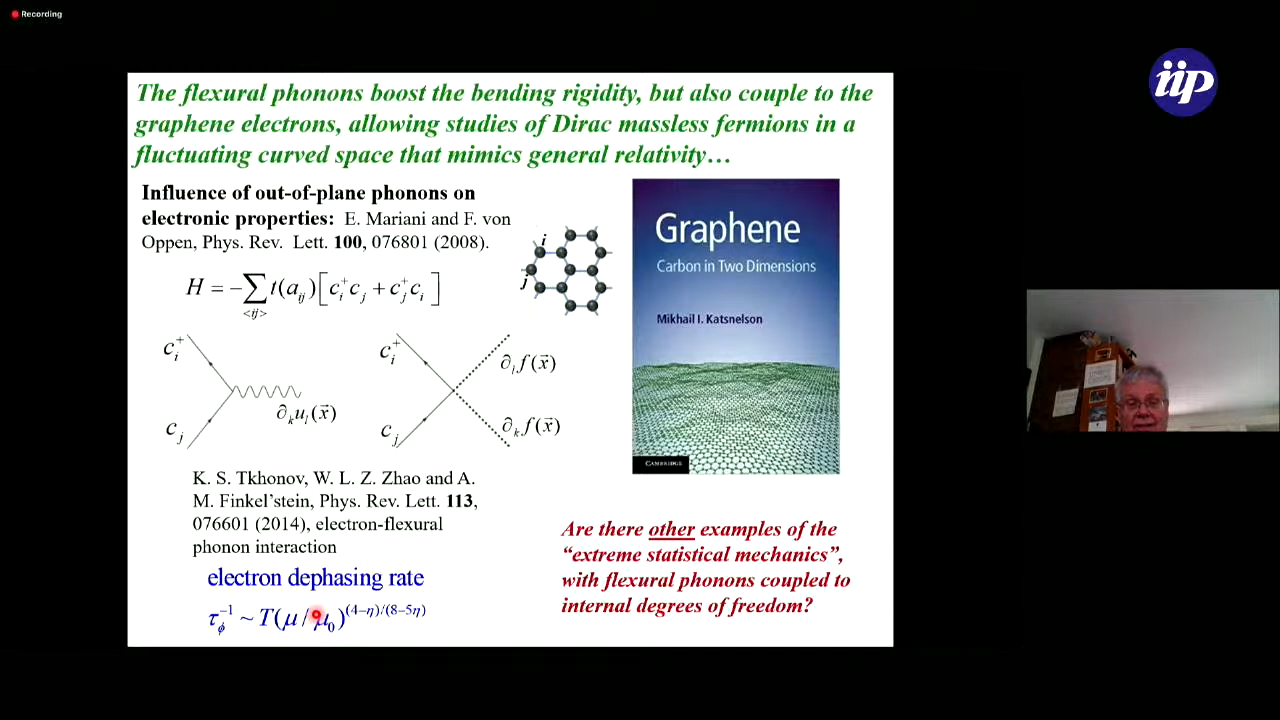 Recording
iip
The flexural phonons boost the bending rigidity, but also couple to the
graphene electrons, allowing studies of Dirac massless fermions in a
fluctuating curved space that mimics general relativity…
Influence of out-of-plane phonons on
electronic properties: E. Mariani and F. von
Oppen, Phys. Rev. Lett. 100, 076801 (2008).
H = −∑<ij> t(a_ij)[c_i^+ c_j + c_j^+ c_i]
i
j
c_i^+
c_j
∂_k u_l(x⃗)
c_i^+
c_j
∂_l f(x⃗)
∂_k f(x⃗)
Graphene
Carbon in Two Dimensions
Mikhail I. Katsnelson
CAMBRIDGE
K. S. Tkhonov, W. L. Z. Zhao and A.
M. Finkel’stein, Phys. Rev. Lett. 113,
076601 (2014), electron-flexural
phonon interaction
electron dephasing rate
τ_ϕ^−1 ~ T(μ / μ_0)^(4−η)/(8−5η)
Are there other examples of the
“extreme statistical mechanics”,
with flexural phonons coupled to
internal degrees of freedom?